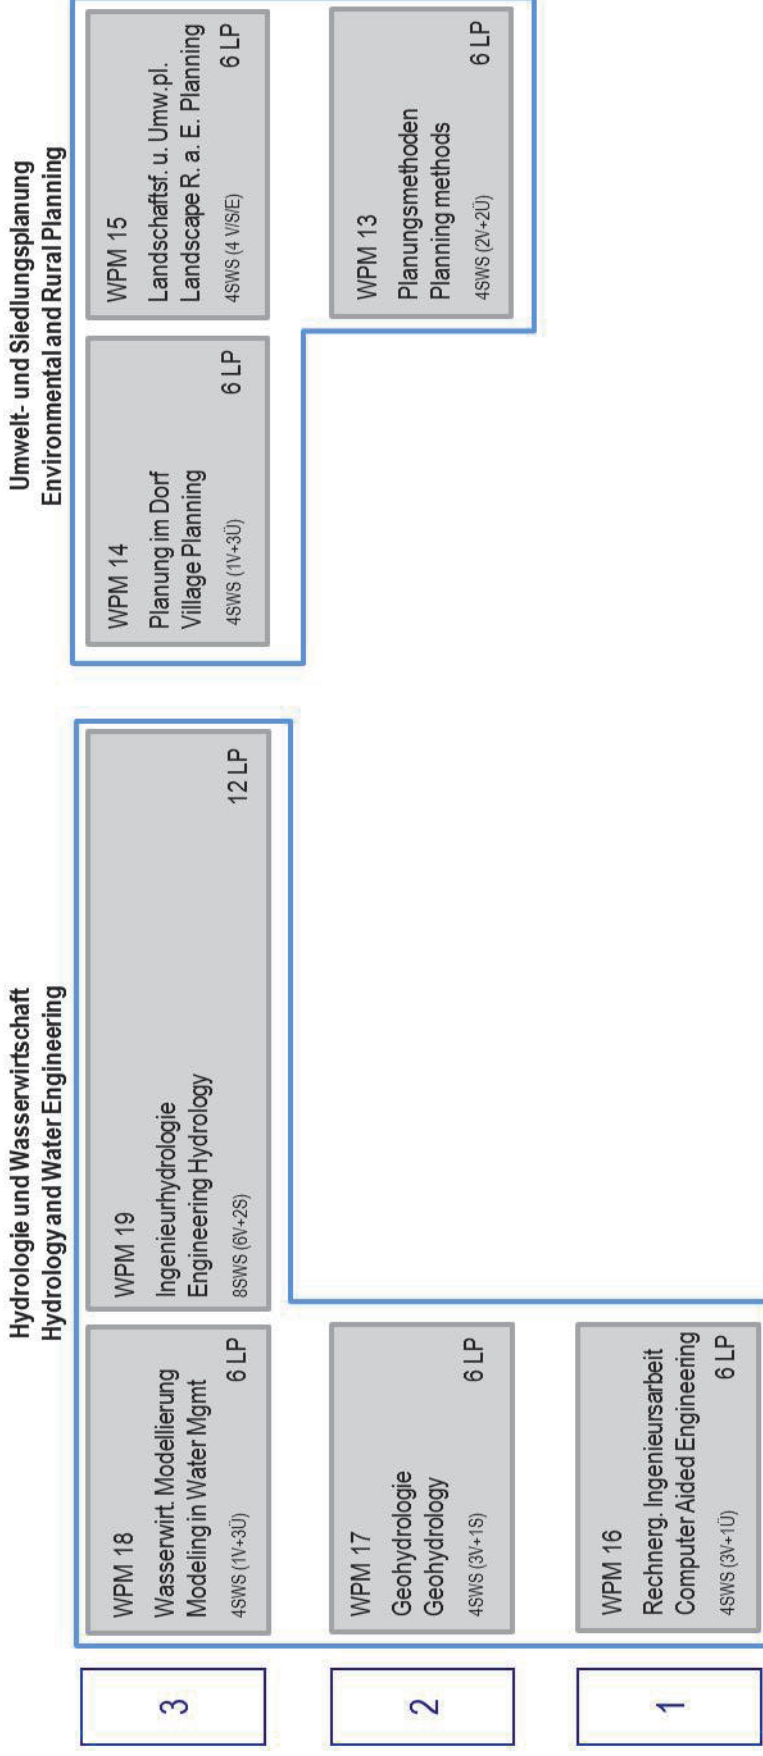 Hydrologie und Wasserwirtschaft
Hydrology and Water Engineering
Umwelt- und Siedlungsplanung
Environmental and Rural Planning
3
WPM 18
Wasserwirt. Modellierung
Modeling in Water Mgmt
6 LP
4SWS (1V+3Ü)
WPM 19
Ingenieurhydrologie
Engineering Hydrology
12 LP
8SWS (6V+2S)
WPM 14
Planung im Dorf
Village Planning
6 LP
4SWS (1V+3Ü)
WPM 15
Landschaftsf. u. Umw.pl.
Landscape R. a. E. Planning
6 LP
4SWS (4 V/S/E)
2
WPM 17
Geohydrologie
Geohydrology
6 LP
4SWS (3V+1S)
WPM 13
Planungsmethoden
Planning methods
6 LP
4SWS (2V+2Ü)
1
WPM 16
Rechnerg. Ingenieursarbeit
Computer Aided Engineering
6 LP
4SWS (3V+1Ü)